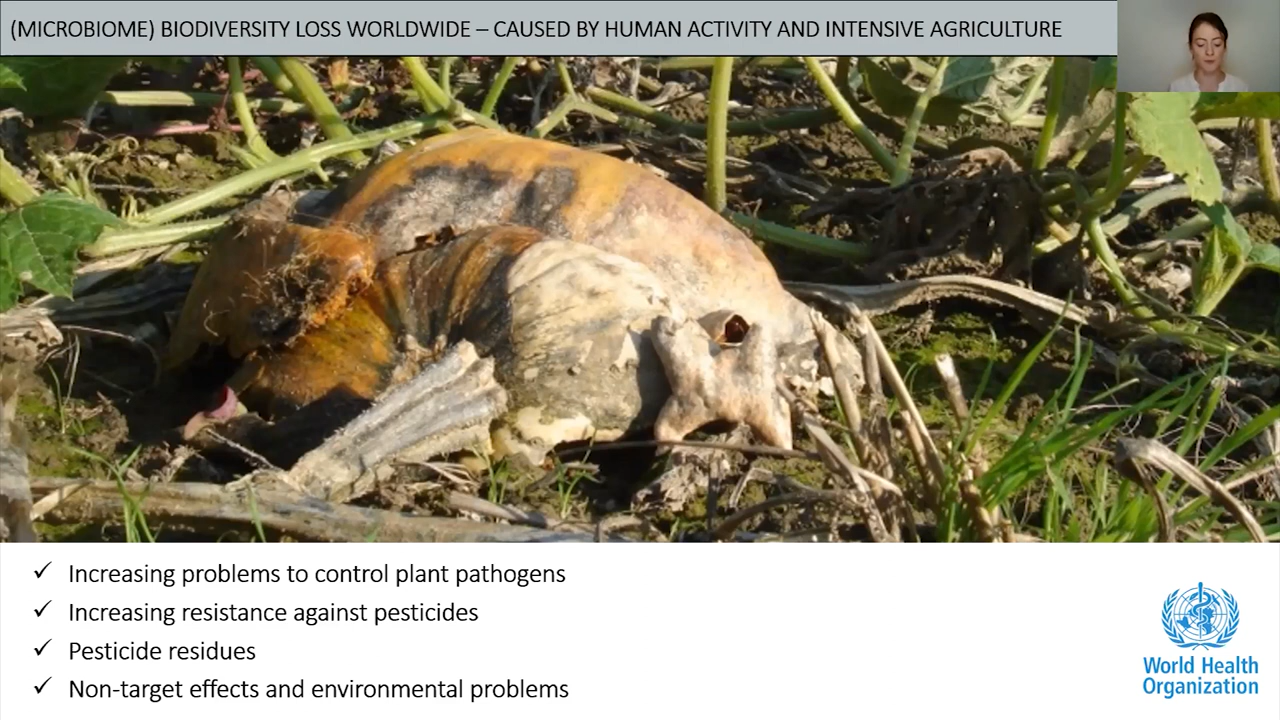 (MICROBIOME) BIODIVERSITY LOSS WORLDWIDE – CAUSED BY HUMAN ACTIVITY AND INTENSIVE AGRICULTURE
✓ Increasing problems to control plant pathogens
✓ Increasing resistance against pesticides
✓ Pesticide residues
✓ Non-target effects and environmental problems
World Health
Organization